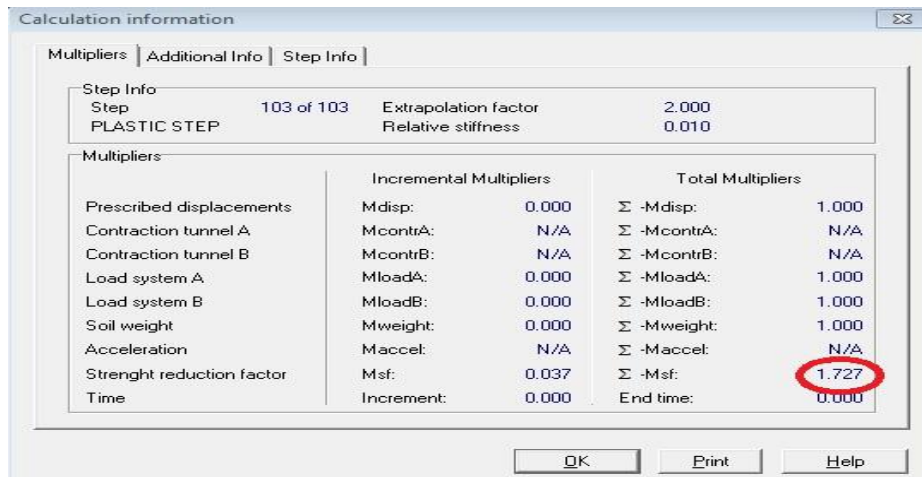 Calculation information
Multipliers Additional Info Step Info
Step Info
Step 103 of 103 Extrapolation factor 2.000
PLASTIC STEP Relative stiffness 0.010
Multipliers
Incremental Multipliers Total Multipliers
Prescribed displacements Mdisp: 0.000 Σ -Mdisp: 1.000
Contraction tunnel A McontrA: N/A Σ -McontrA: N/A
Contraction tunnel B McontrB: N/A Σ -McontrB: N/A
Load system A MloadA: 0.000 Σ -MloadA: 1.000
Load system B MloadB: 0.000 Σ -MloadB: 1.000
Soil weight Mweight: 0.000 Σ -Mweight: 1.000
Acceleration Maccel: N/A Σ -Maccel: N/A
Strenght reduction factor Msf: 0.037 Σ -Msf: 1.727
Time Increment: 0.000 End time: 0.000
OK Print Help